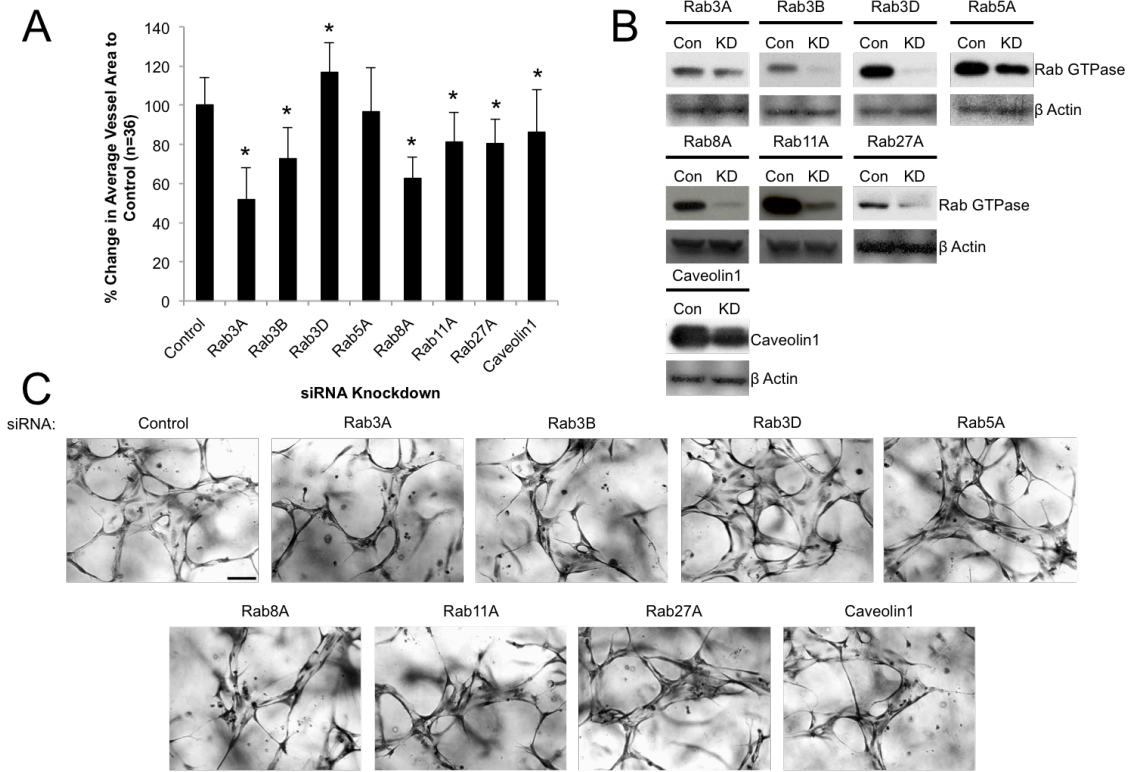 A
% Change in Average Vessel Area to
Control (n=36)
140
120
100
80
60
40
20
0
*
*
*
*
*
*
*
Control
Rab3A
Rab3B
Rab3D
Rab5A
Rab8A
Rab11A
Rab27A
Caveolin1
siRNA Knockdown
B
Rab3A Rab3B Rab3D Rab5A
Con KD Con KD Con KD Con KD
Rab GTPase
β Actin
Rab8A Rab11A Rab27A
Con KD Con KD Con KD
Rab GTPase
β Actin
Caveolin1
Con KD
Caveolin1
β Actin
C
siRNA: Control Rab3A Rab3B Rab3D Rab5A
Rab8A Rab11A Rab27A Caveolin1